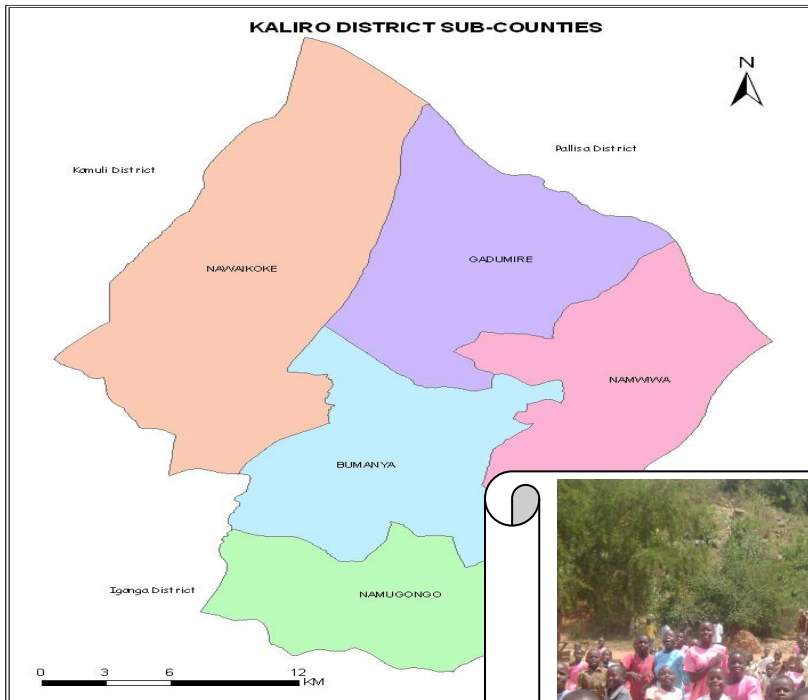 KALIRO DISTRICT SUB-COUNTIES
N
Pallisa District
Kamuli District
GADUMIRE
NAWAIKOKE
NAMWIWA
BUMANYA
Iganga District
NAMUGONGO
0 3 6 12
KM